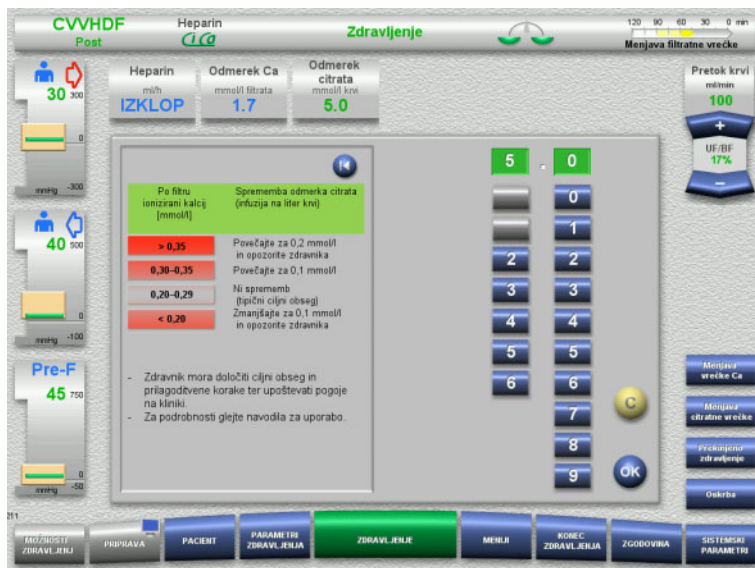 CVVHDF
Post
Heparin
CiCa
Zdravljenje
120 90 60 30 0 min
Menjava filtratne vrečke
30
300
0
mmHg
-300
Heparin
ml/h
IZKLOP
Odmerek Ca
mmol/l filtrata
1.7
Odmerek
citrata
mmol/l krvi
5.0
Pretok krvi
ml/min
100
+
UF/BF
17%
−
40
500
0
mmHg
-100
Pre-F
45
750
0
mmHg
-50
Po filtru
ionizirani kalcij
[mmol/l]
Sprememba odmerka citrata
(infuzija na liter krvi)
> 0,35
Povečajte za 0,2 mmol/l
in opozorite zdravnika
0,30–0,35
Povečajte za 0,1 mmol/l
0,20–0,29
Ni sprememb
(tipični ciljni obseg)
< 0,20
Zmanjšajte za 0,1 mmol/l
in opozorite zdravnika
- Zdravnik mora določiti ciljni obseg in
prilagoditvene korake ter upoštevati pogoje
na kliniki.
- Za podrobnosti glejte navodila za uporabo.
5 . 0
0
1
2 2
3 3
4 4
5 5
6 6
7
8
9
C
OK
Menjava
vrečke Ca
Menjava
citratne vrečke
Prekinjeno
zdravljenje
Oskrba
211
MOŽNOSTI
ZDRAVLJENJ
PRIPRAVA
PACIENT
PARAMETRI
ZDRAVLJENJA
ZDRAVLJENJE
MENIJI
KONEC
ZDRAVLJENJA
ZGODOVINA
SISTEMSKI
PARAMETRI